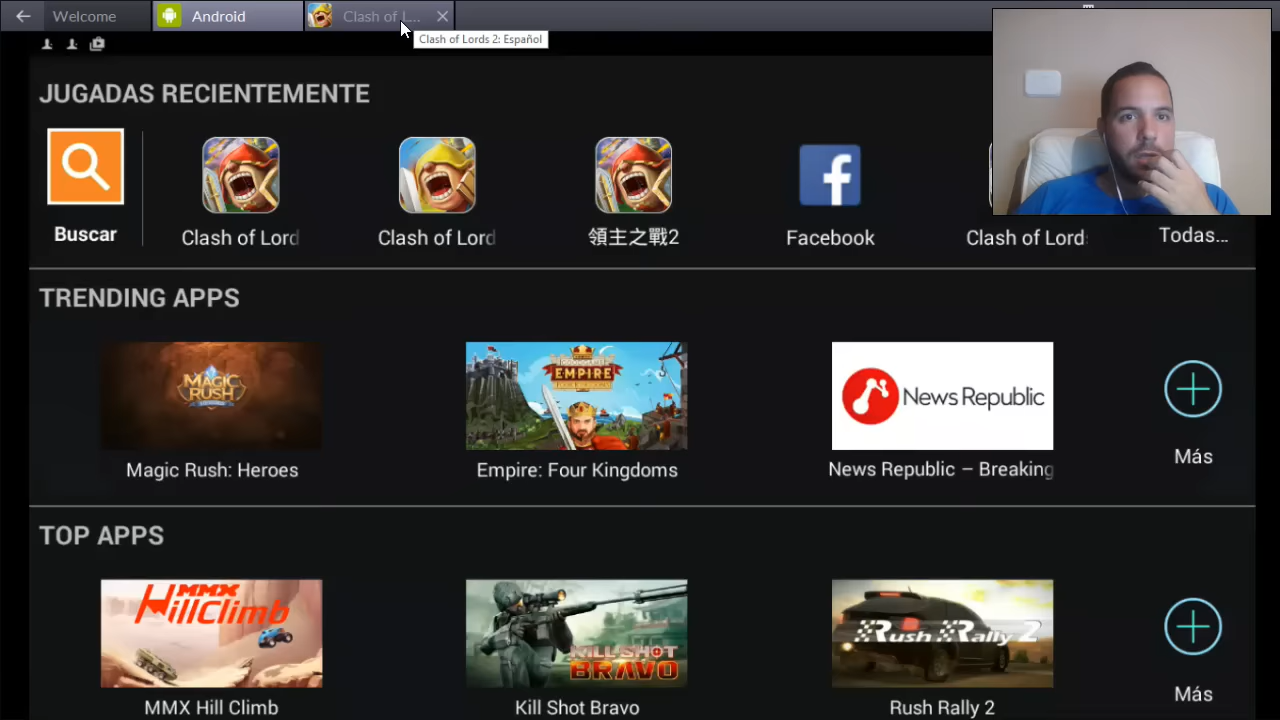 Welcome
Android
Clash of L...
Clash of Lords 2: Español
JUGADAS RECIENTEMENTE
Buscar
Clash of Lord
Clash of Lord
領主之戰2
Facebook
Clash of Lord
Todas...
TRENDING APPS
MAGIC RUSH
EMPIRE
News Republic
Magic Rush: Heroes
Empire: Four Kingdoms
News Republic – Breaking
Más
TOP APPS
MMX
HillClimb
KILL SHOT
BRAVO
Rush Rally 2
MMX Hill Climb
Kill Shot Bravo
Rush Rally 2
Más